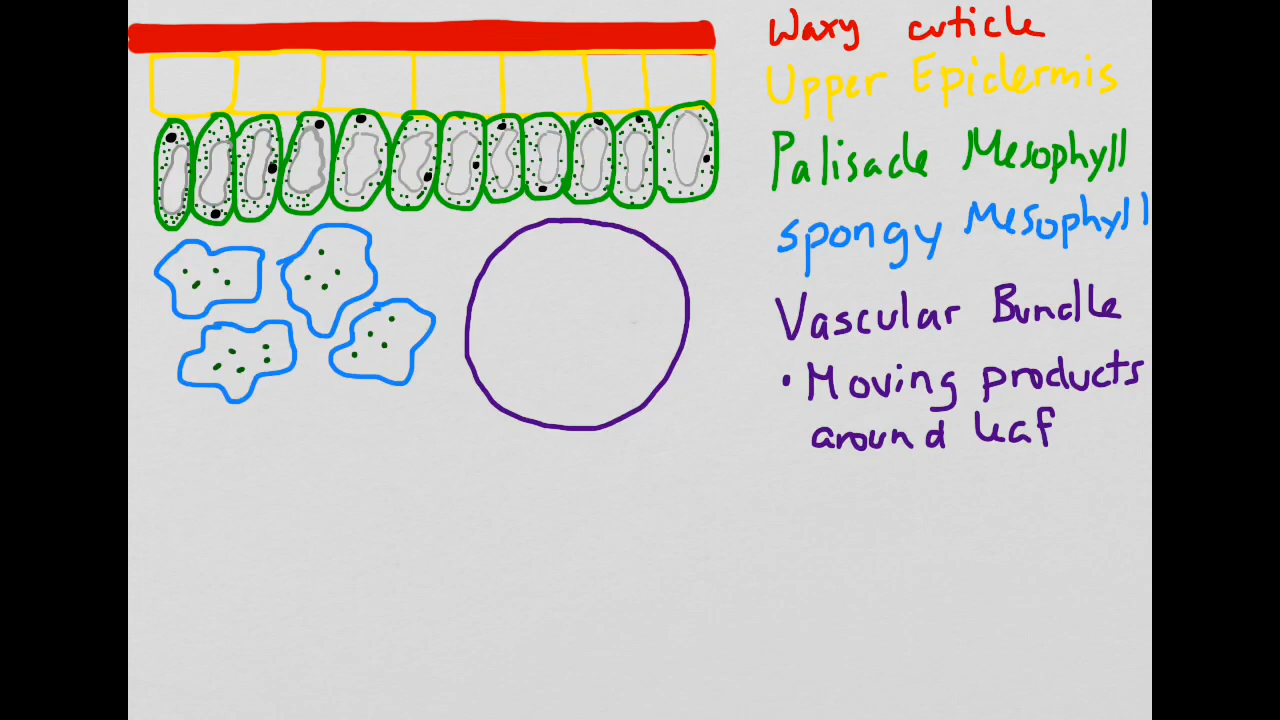 Waxy cuticle
Upper Epidermis
Palisade Mesophyll
spongy Mesophyll
Vascular Bundle
• Moving products
around leaf